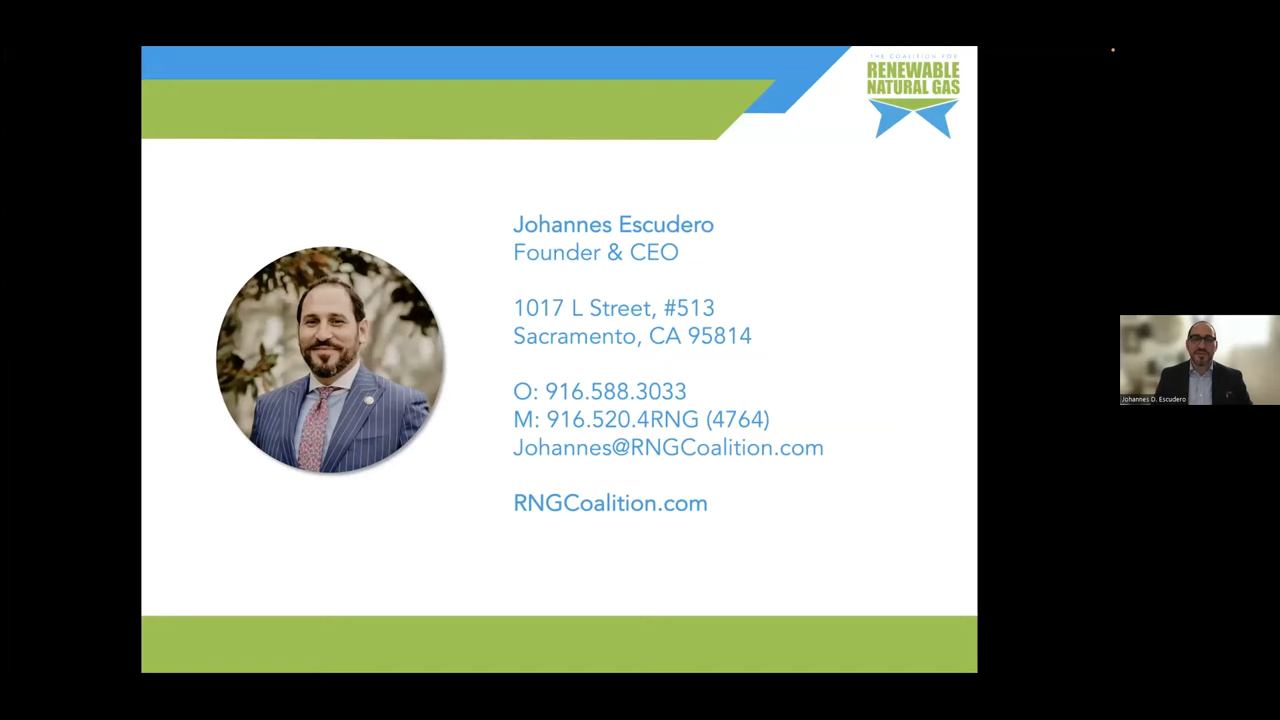 THE COALITION FOR
RENEWABLE
NATURAL GAS
Johannes Escudero
Founder & CEO
1017 L Street, #513
Sacramento, CA 95814
O: 916.588.3033
M: 916.520.4RNG (4764)
Johannes@RNGCoalition.com
RNGCoalition.com
Johannes D. Escudero